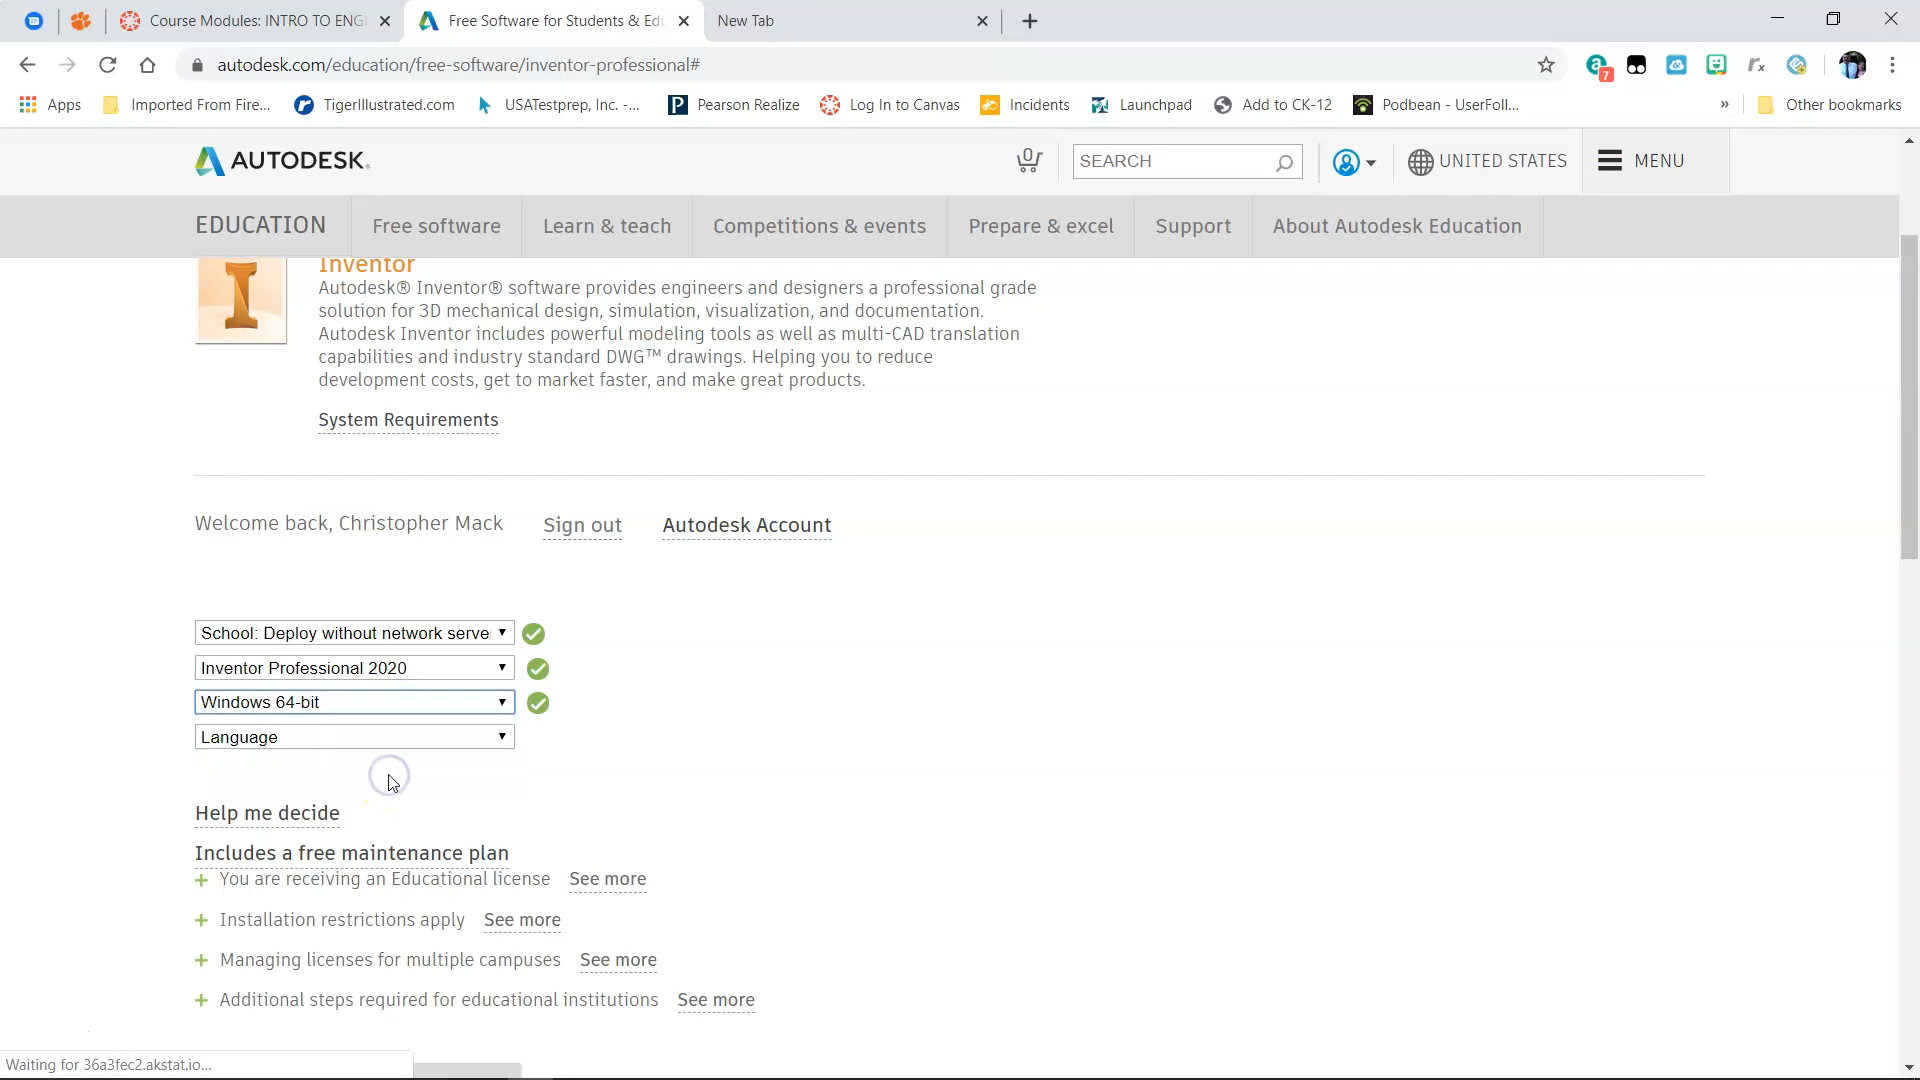 Course Modules: INTRO TO ENGI
Free Software for Students & Edu
New Tab
autodesk.com/education/free-software/inventor-professional#
7
Apps
Imported From Fire...
TigerIllustrated.com
USATestprep, Inc. -...
Pearson Realize
Log In to Canvas
Incidents
Launchpad
Add to CK-12
Podbean - UserFoll...
»
Other bookmarks
AUTODESK.
0
SEARCH
UNITED STATES
MENU
EDUCATION
Free software
Learn & teach
Competitions & events
Prepare & excel
Support
About Autodesk Education
Inventor
Autodesk® Inventor® software provides engineers and designers a professional grade
solution for 3D mechanical design, simulation, visualization, and documentation.
Autodesk Inventor includes powerful modeling tools as well as multi-CAD translation
capabilities and industry standard DWG™ drawings. Helping you to reduce
development costs, get to market faster, and make great products.
System Requirements
Welcome back, Christopher Mack
Sign out
Autodesk Account
School: Deploy without network serve
Inventor Professional 2020
Windows 64-bit
Language
Help me decide
Includes a free maintenance plan
+ You are receiving an Educational license See more
+ Installation restrictions apply See more
+ Managing licenses for multiple campuses See more
+ Additional steps required for educational institutions See more
Waiting for 36a3fec2.akstat.io...